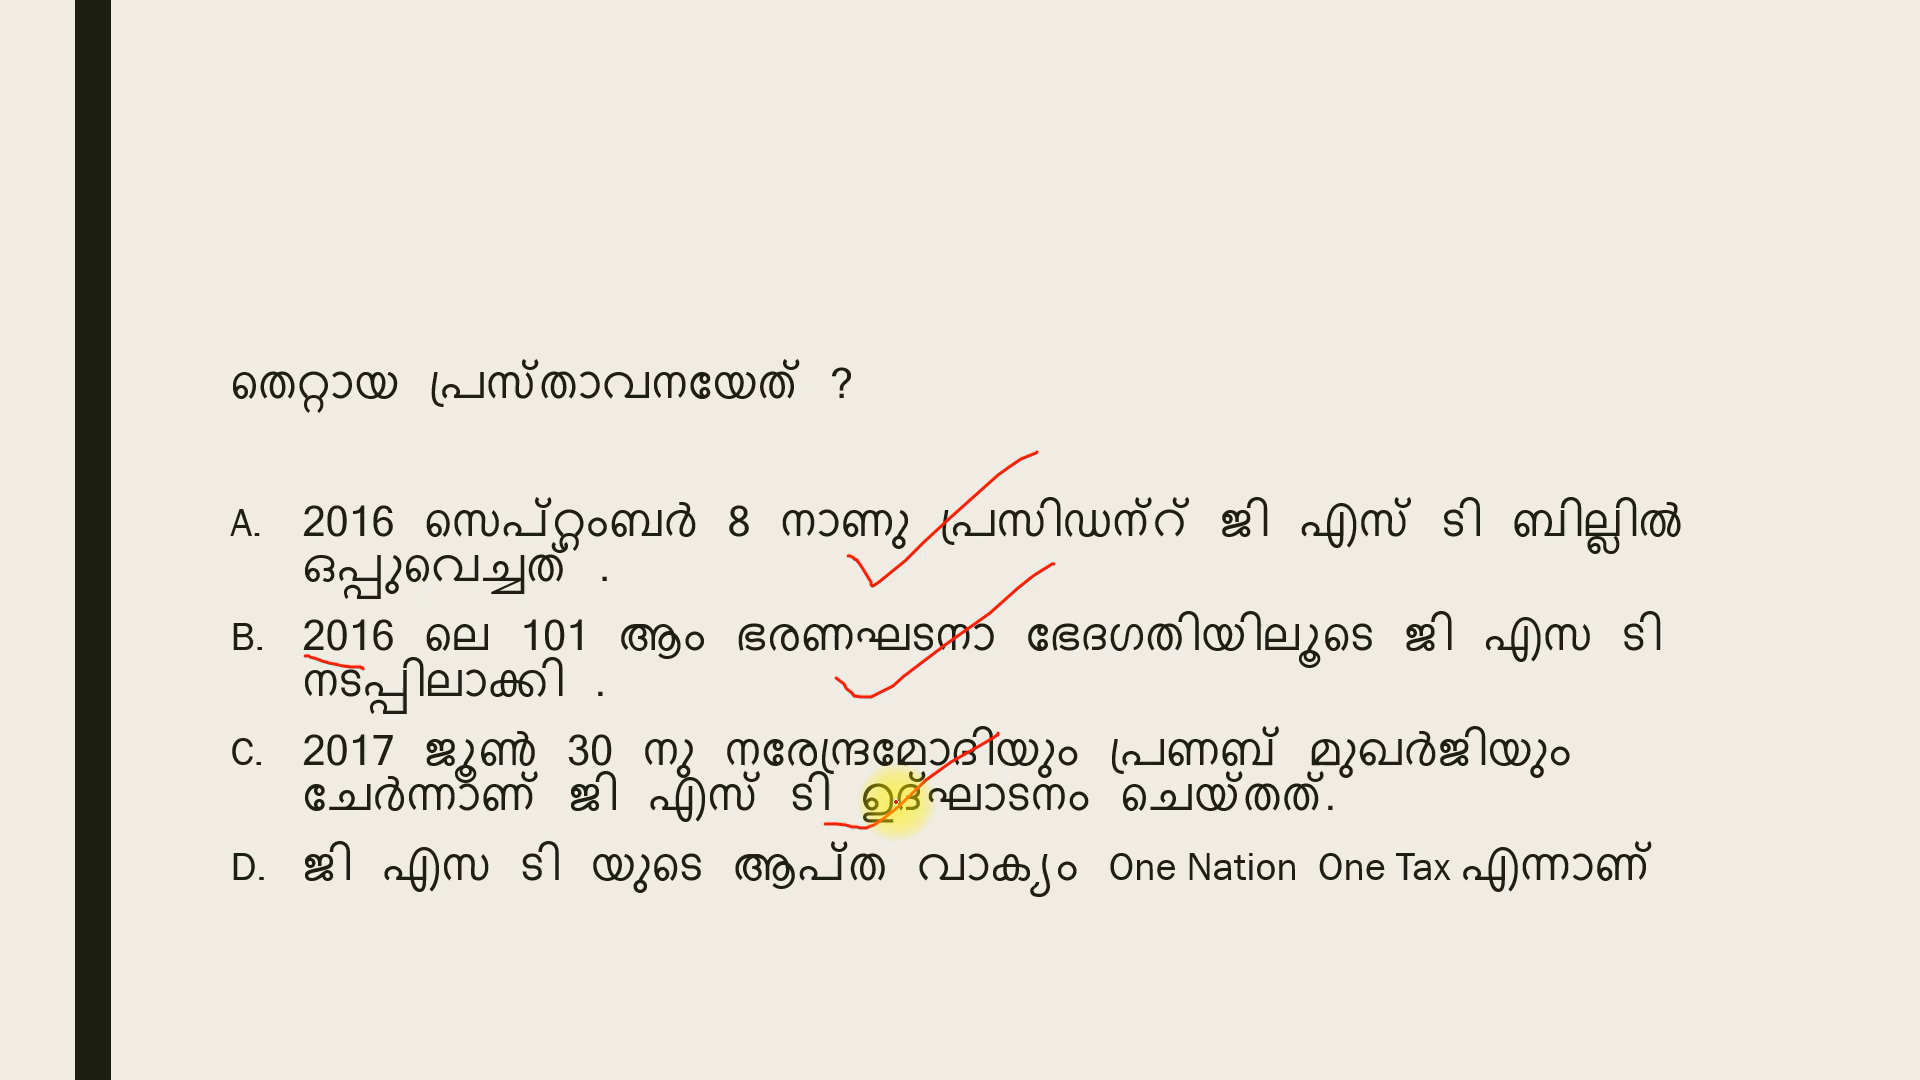 തെറ്റായ പ്രസ്താവനയേത് ?
A. 2016 സെപ്റ്റംബർ 8 നാണു പ്രസിഡന്റ് ജി എസ് ടി ബില്ലിൽ
ഒപ്പുവെച്ചത് .
B. 2016 ലെ 101 ആം ഭരണഘടനാ ഭേദഗതിയിലൂടെ ജി എസ ടി
നടപ്പിലാക്കി .
C. 2017 ജൂൺ 30 നു നരേന്ദ്രമോദിയും പ്രണബ് മുഖർജിയും
ചേർന്നാണ് ജി എസ് ടി ഉദ്ഘാടനം ചെയ്തത്.
D. ജി എസ ടി യുടെ ആപ്ത വാക്യം One Nation One Tax എന്നാണ്